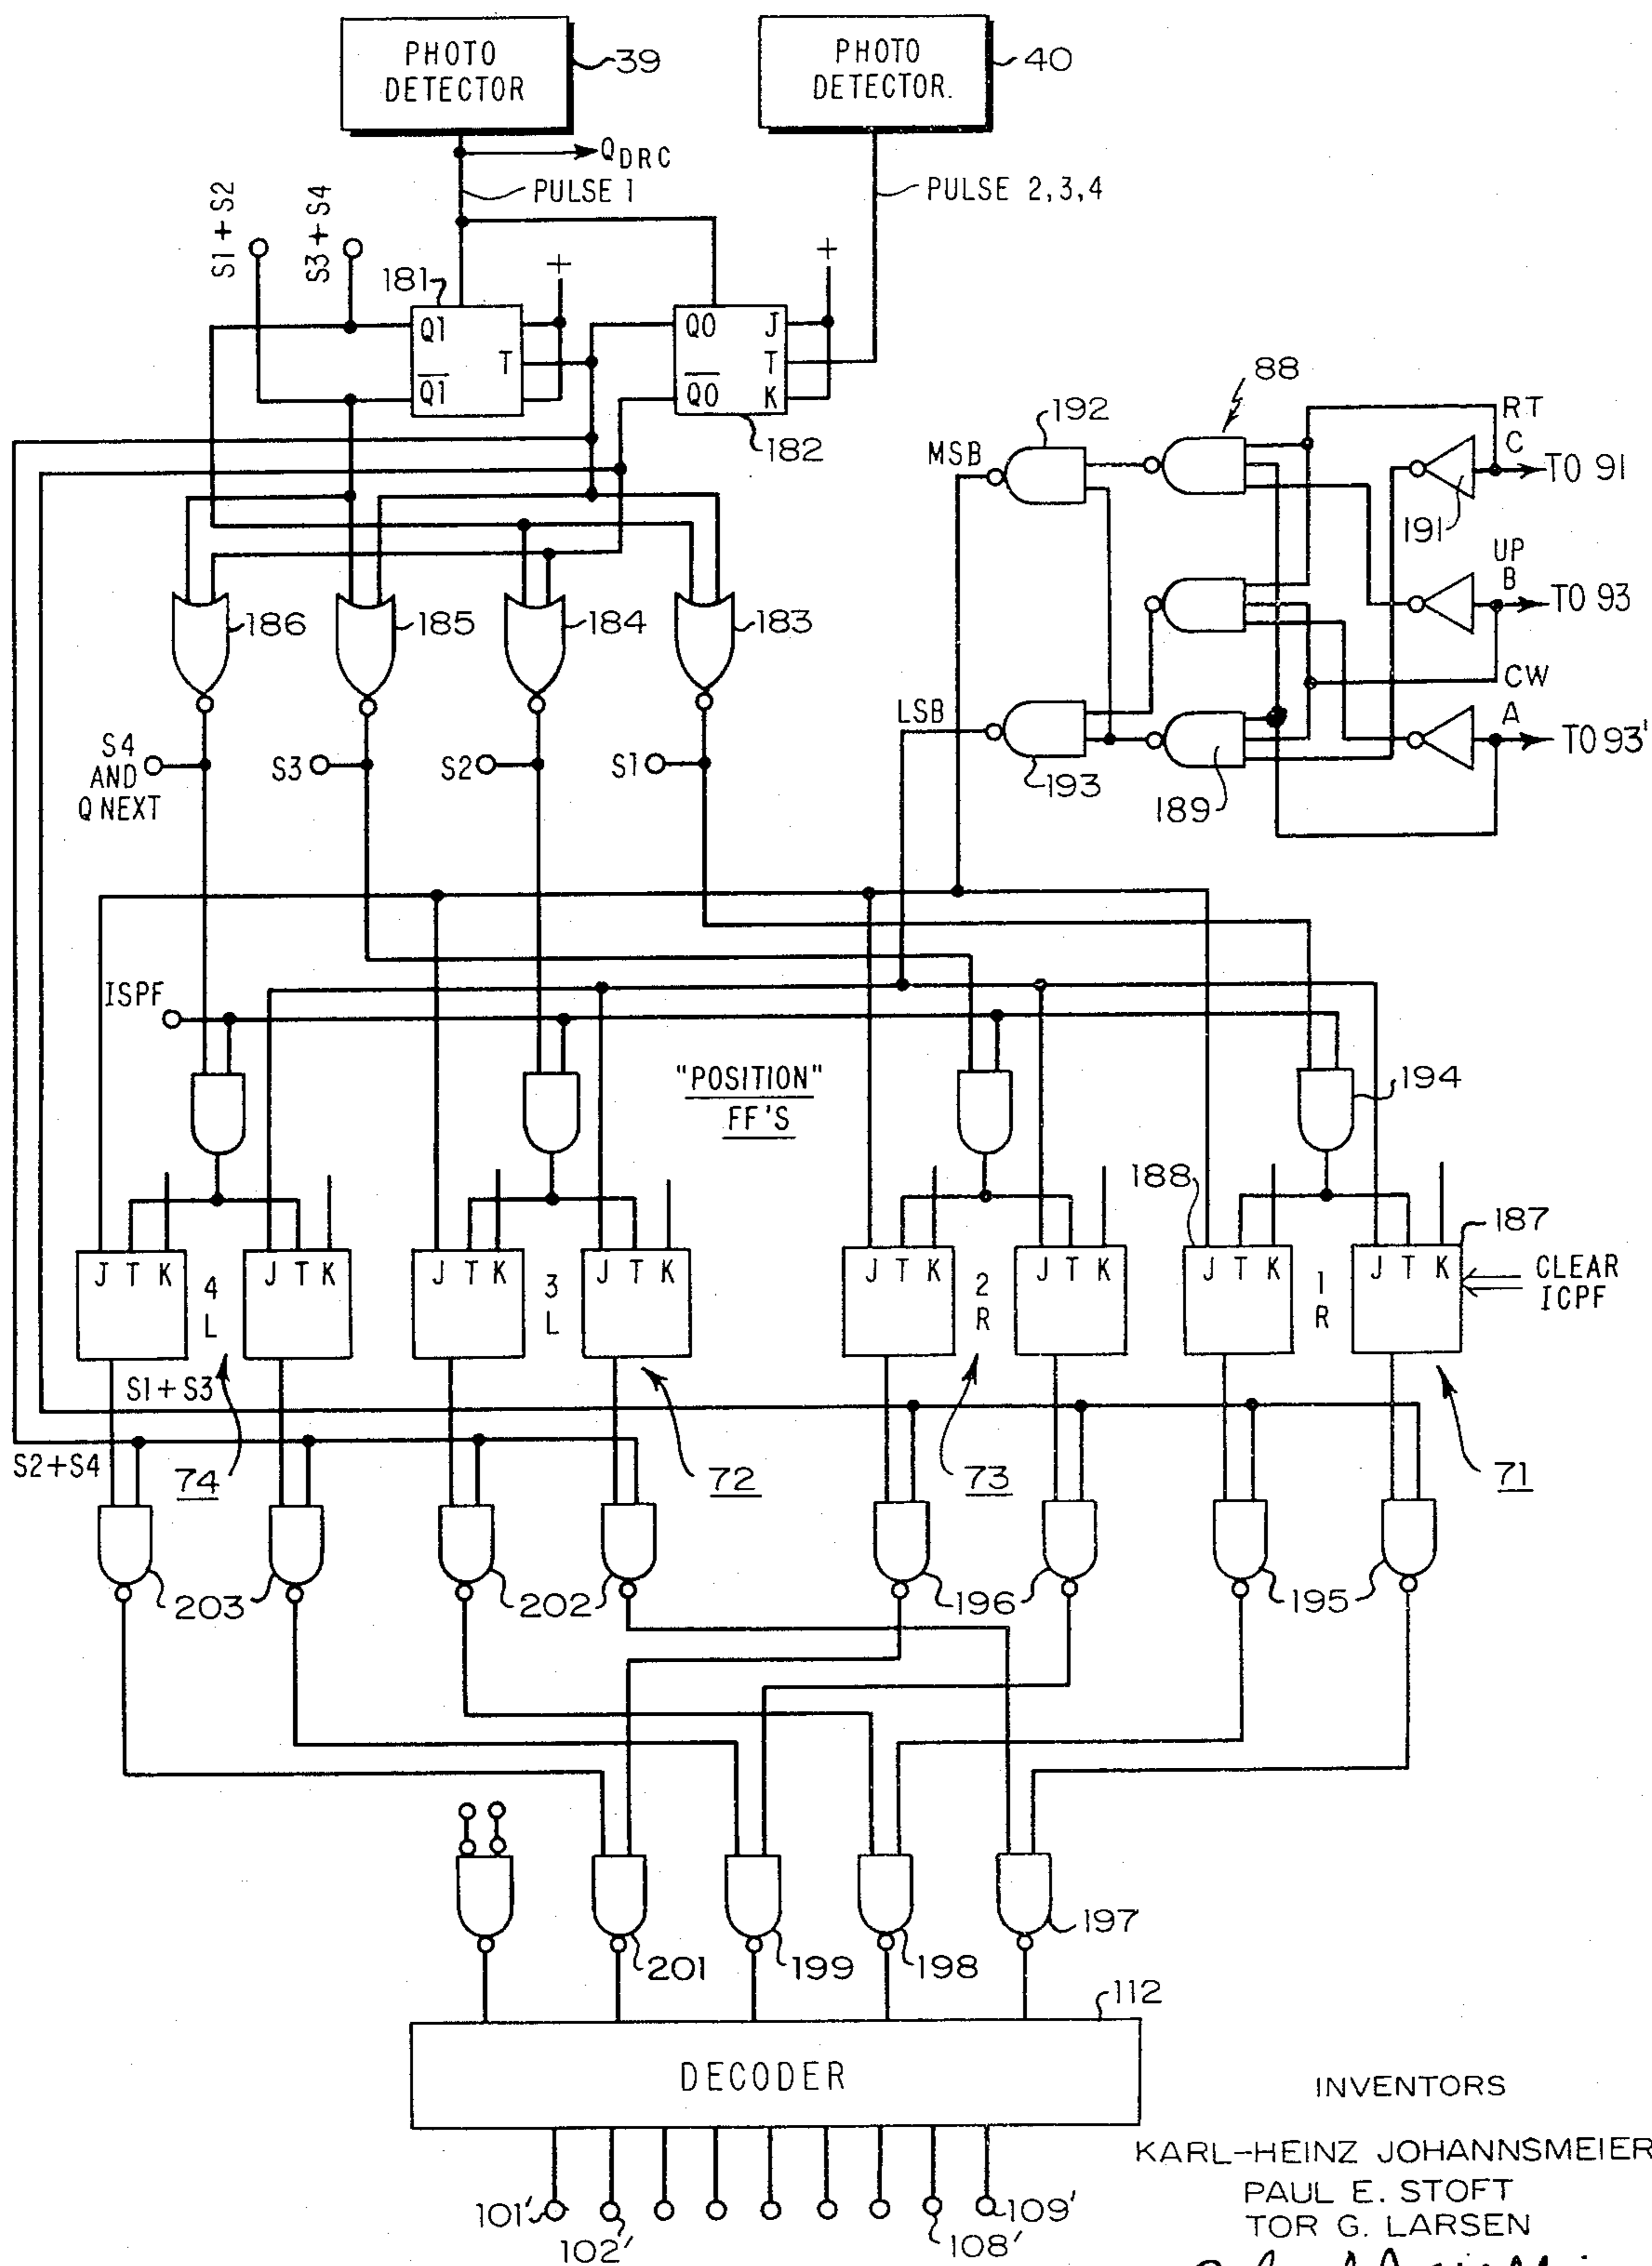 PHOTO
DETECTOR
39
PHOTO
DETECTOR.
40
QDRC
PULSE 1
PULSE 2,3,4
S1 + S2
S3 + S4
+
+
181
Q1
T
Q̅1̅
Q0
J
T
Q̅0̅
K
182
88
192
RT
C
TO 91
MSB
191
UP
B
TO 93
186
185
184
183
CW
A
TO 93'
LSB
193
189
S4
AND
Q NEXT
S3
S2
S1
ISPF
"POSITION"
FF'S
194
188
187
J T K
4
L
J T K
J T K
3
L
J T K
J T K
2
R
J T K
J T K
1
R
J T K
CLEAR
ICPF
S1 + S3
S2+S4
74
72
73
71
203
202
196
195
201
199
198
197
112
DECODER
101'
102'
108'
109'
INVENTORS
KARL-HEINZ JOHANNSMEIER
PAUL E. STOFT
TOR G. LARSEN